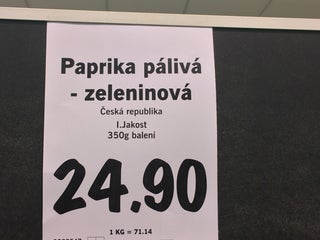 Paprika pálivá
- zeleninová
Česká republika
I.Jakost
350g balení
24.90
1 KG = 71.14